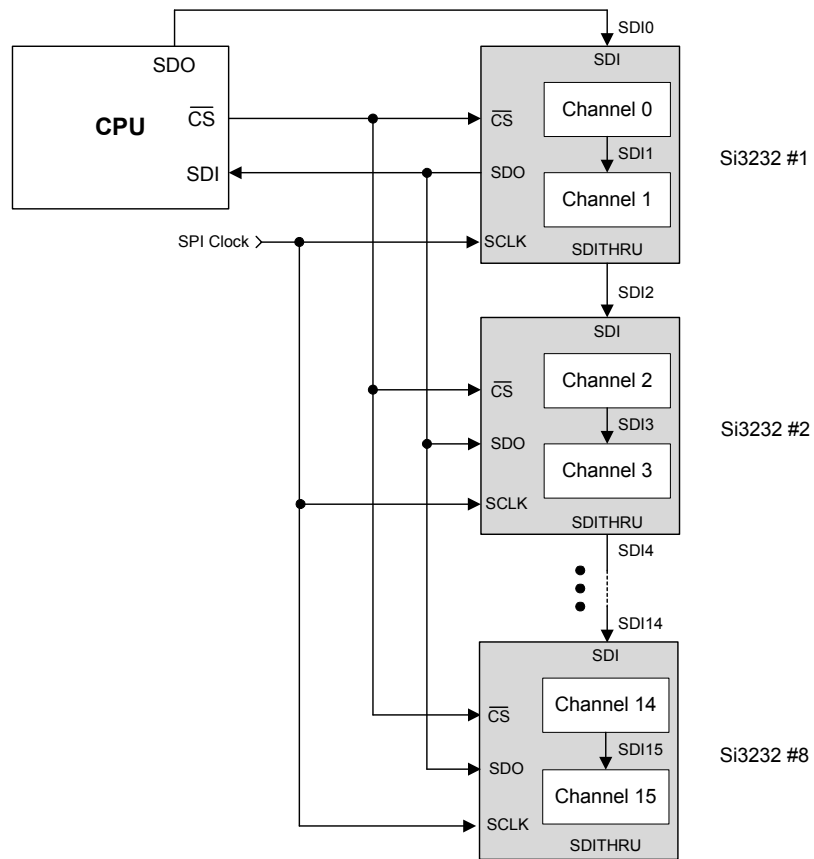 SDI0
SDO
SDI
CPU
CS
CS
Channel 0
SDI1
Si3232 #1
SDI
SDO
Channel 1
SPI Clock
SCLK
SDITHRU
SDI2
SDI
Channel 2
CS
SDI3
Si3232 #2
SDO
Channel 3
SCLK
SDITHRU
SDI4
SDI14
SDI
Channel 14
CS
SDI15
Si3232 #8
SDO
Channel 15
SCLK
SDITHRU